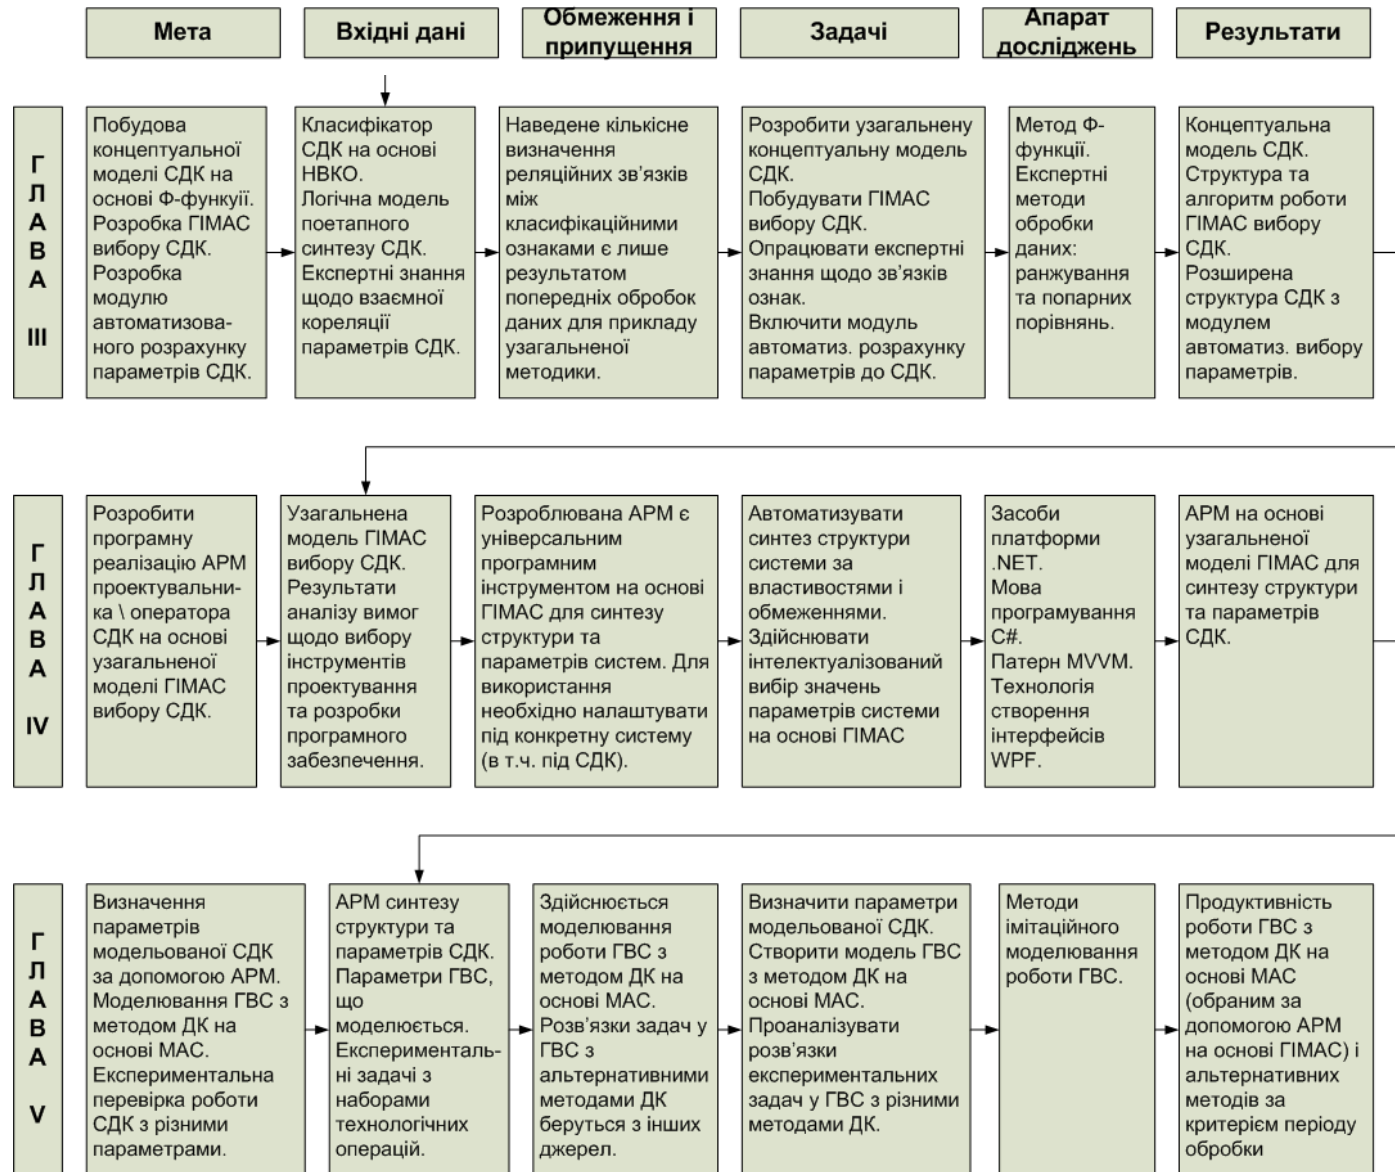 Мета
Вхідні дані
Обмеження і
припущення
Задачі
Апарат
досліджень
Результати
Г
Л
А
В
А
III
Побудова
концептуальної
моделі СДК на
основі Ф-функуїї.
Розробка ГІМАС
вибору СДК.
Розробка
модулю
автоматизова-
ного розрахунку
параметрів СДК.
Класифікатор
СДК на основі
НВКО.
Логічна модель
поетапного
синтезу СДК.
Експертні знання
щодо взаємної
кореляції
параметрів СДК.
Наведене кількісне
визначення
реляційних зв’язків
між
класифікаційними
ознаками є лише
результатом
попередніх обробок
даних для прикладу
узагальненої
методики.
Розробити узагальнену
концептуальну модель
СДК.
Побудувати ГІМАС
вибору СДК.
Опрацювати експертні
знання щодо зв’язків
ознак.
Включити модуль
автоматиз. розрахунку
параметрів до СДК.
Метод Ф-
функції.
Експертні
методи
обробки
даних:
ранжування
та попарних
порівнянь.
Концептуальна
модель СДК.
Структура та
алгоритм роботи
ГІМАС вибору
СДК.
Розширена
структура СДК з
модулем
автоматиз. вибору
параметрів.
Г
Л
А
В
А
IV
Розробити
програмну
реалізацію АРМ
проектувальни-
ка \ оператора
СДК на основі
узагальненої
моделі ГІМАС
вибору СДК.
Узагальнена
модель ГІМАС
вибору СДК.
Результати
аналізу вимог
щодо вибору
інструментів
проектування
та розробки
програмного
забезпечення.
Розроблювана АРМ є
універсальним
програмним
інструментом на основі
ГІМАС для синтезу
структури та
параметрів систем. Для
використання
необхідно налаштувати
під конкретну систему
(в т.ч. під СДК).
Автоматизувати
синтез структури
системи за
властивостями і
обмеженнями.
Здійснювати
інтелектуалізований
вибір значень
параметрів системи
на основі ГІМАС
Засоби
платформи
.NET.
Мова
програмування
C#.
Патерн MVVM.
Технологія
створення
інтерфейсів
WPF.
АРМ на основі
узагальненої
моделі ГІМАС для
синтезу структури
та параметрів
СДК.
Г
Л
А
В
А
V
Визначення
параметрів
модельованої СДК
за допомогою АРМ.
Моделювання ГВС з
методом ДК на
основі МАС.
Експериментальна
перевірка роботи
СДК з різними
параметрами.
АРМ синтезу
структури та
параметрів СДК.
Параметри ГВС,
що
моделюється.
Експерименталь-
ні задачі з
наборами
технологічних
операцій.
Здійснюється
моделювання
роботи ГВС з
методом ДК на
основі МАС.
Розв’язки задач у
ГВС з
альтернативними
методами ДК
беруться з інших
джерел.
Визначити параметри
модельованої СДК.
Створити модель ГВС
з методом ДК на
основі МАС.
Проаналізувати
розв’язки
експериментальних
задач у ГВС з різними
методами ДК.
Методи
імітаційного
моделювання
роботи ГВС.
Продуктивність
роботи ГВС з
методом ДК на
основі МАС
(обраним за
допомогою АРМ
на основі ГІМАС) і
альтернативних
методів за
критерієм періоду
обробки